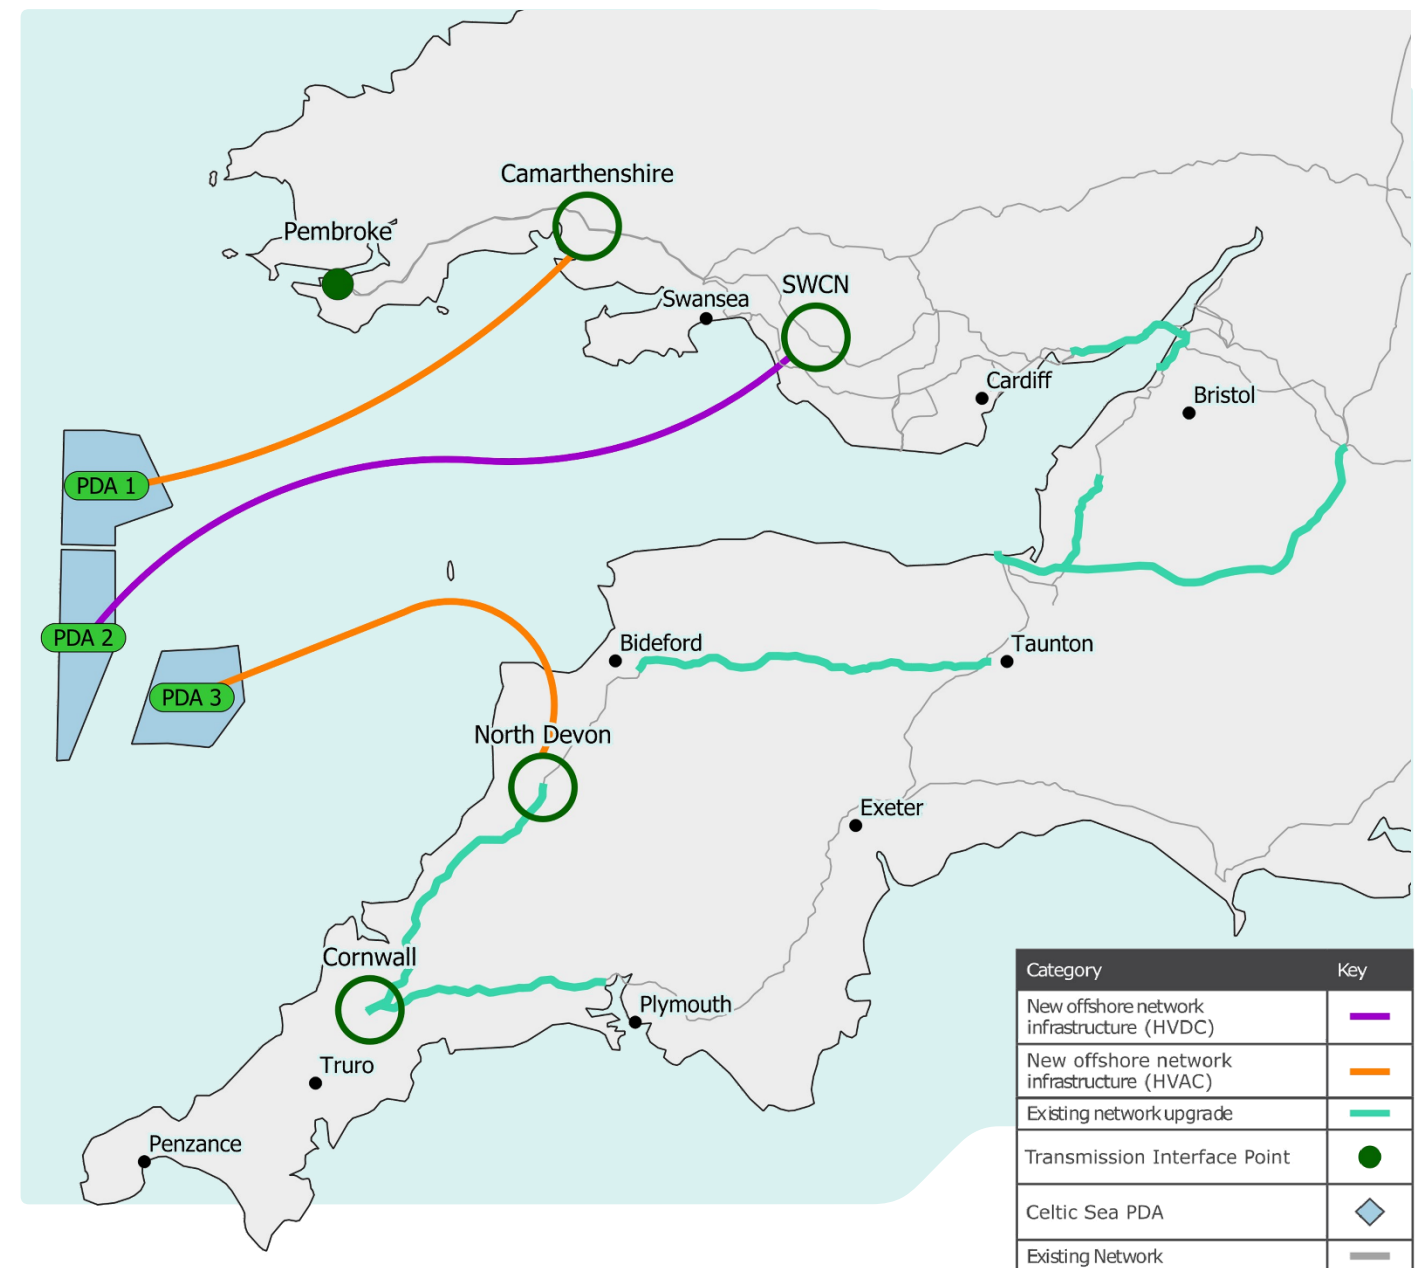 Camarthenshire
Pembroke
SWCN
Swansea
Cardiff
Bristol
PDA 1
PDA 2
Bideford
Taunton
PDA 3
North Devon
Exeter
Cornwall
Plymouth
Truro
Penzance
Category Key
New offshore network
infrastructure (HVDC)
New offshore network
infrastructure (HVAC)
Existing network upgrade
Transmission Interface Point
Celtic Sea PDA
Existing Network